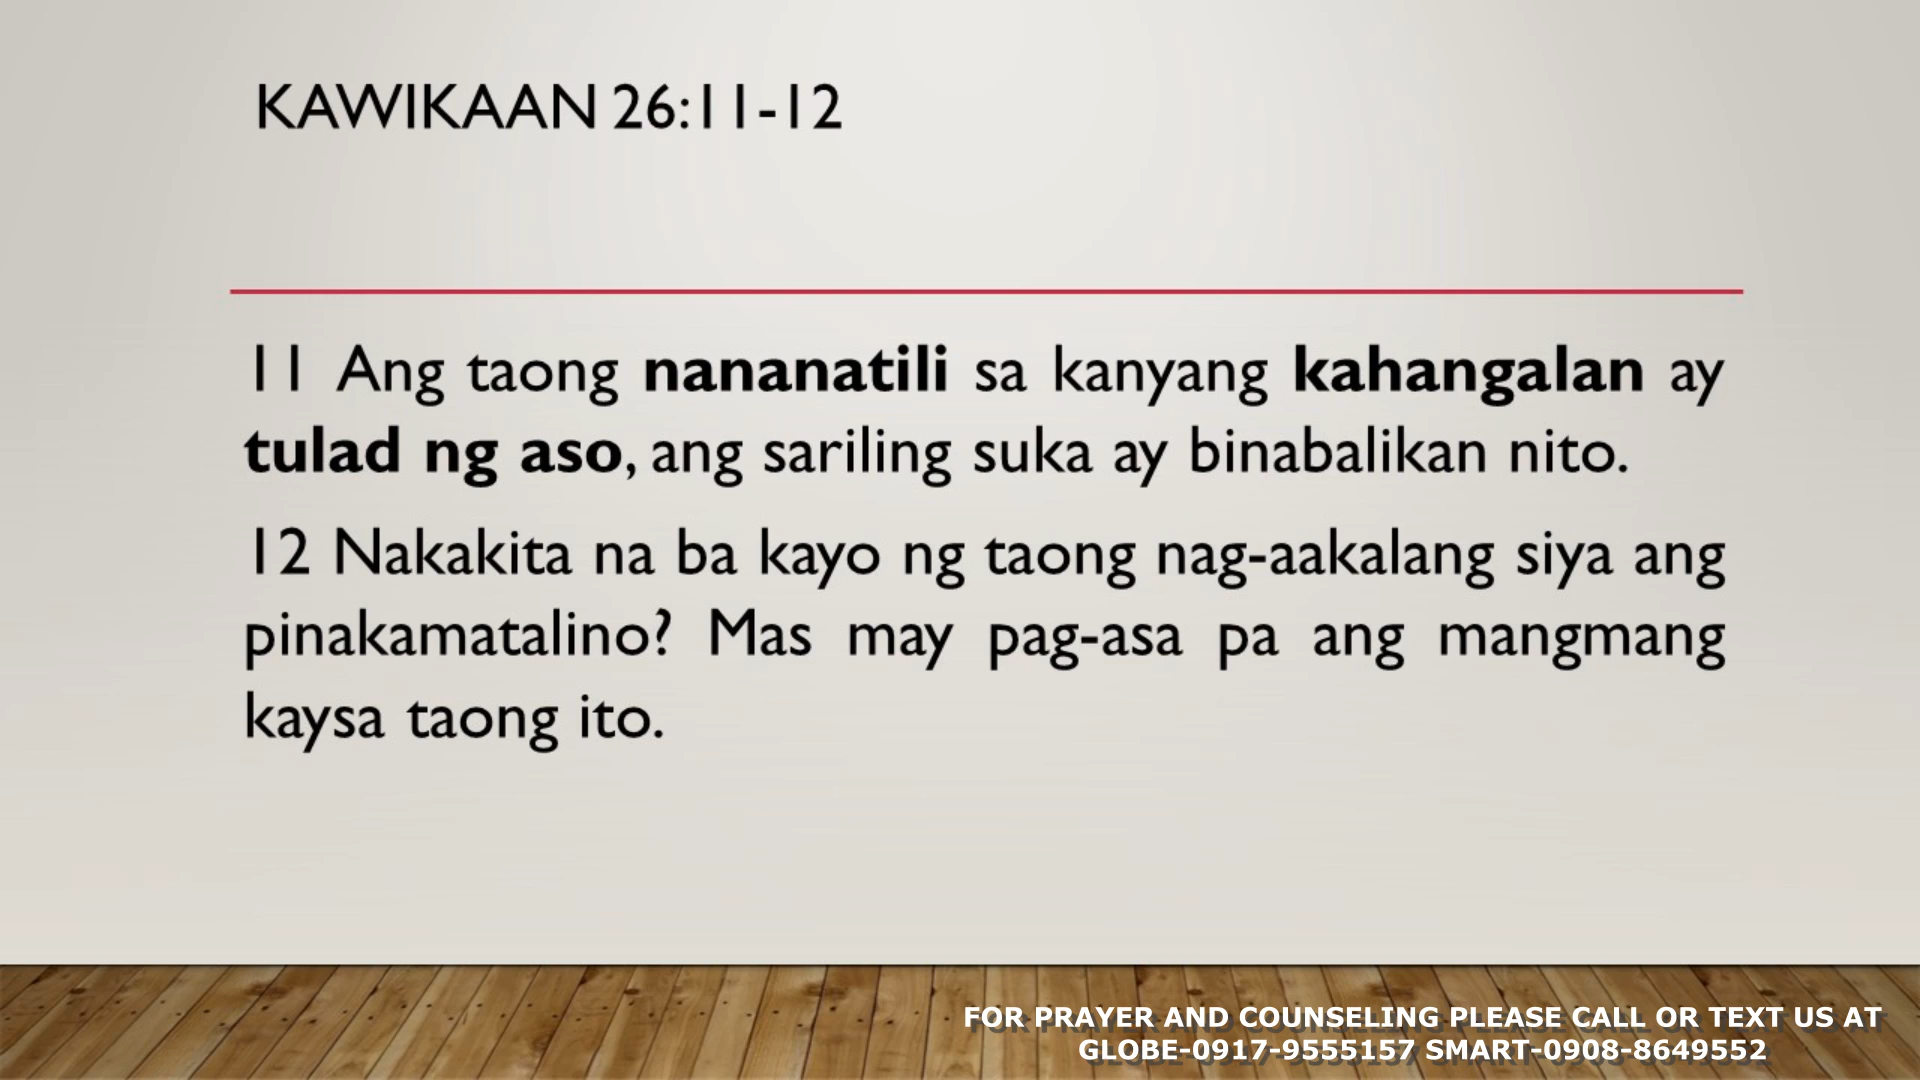 KAWIKAAN 26:11-12
11 Ang taong nananatili sa kanyang kahangalan ay
tulad ng aso, ang sariling suka ay binabalikan nito.
12 Nakakita na ba kayo ng taong nag-aakalang siya ang
pinakamatalino? Mas may pag-asa pa ang mangmang
kaysa taong ito.
FOR PRAYER AND COUNSELING PLEASE CALL OR TEXT US AT
GLOBE-0917-9555157 SMART-0908-8649552